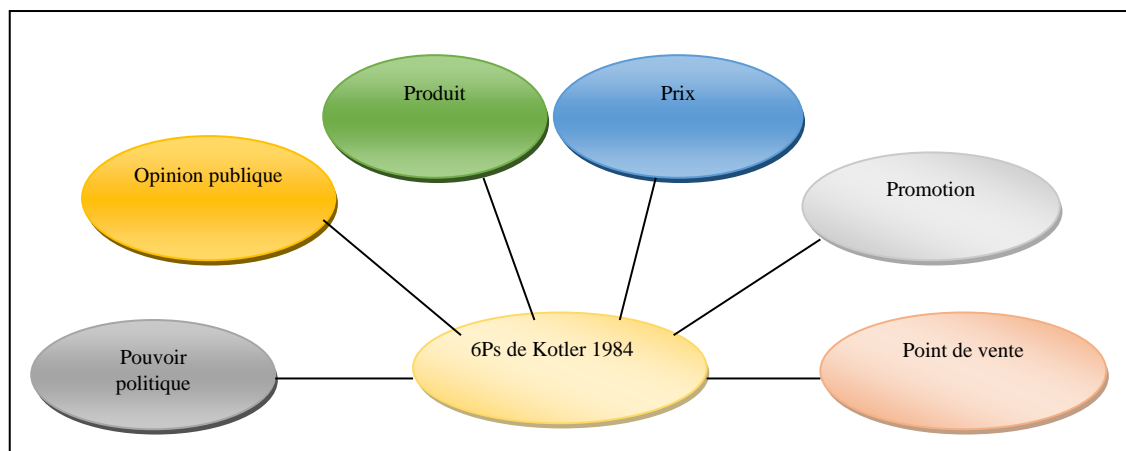 Produit
Prix
Opinion publique
Promotion
6Ps de Kotler 1984
Point de vente
Pouvoir
politique